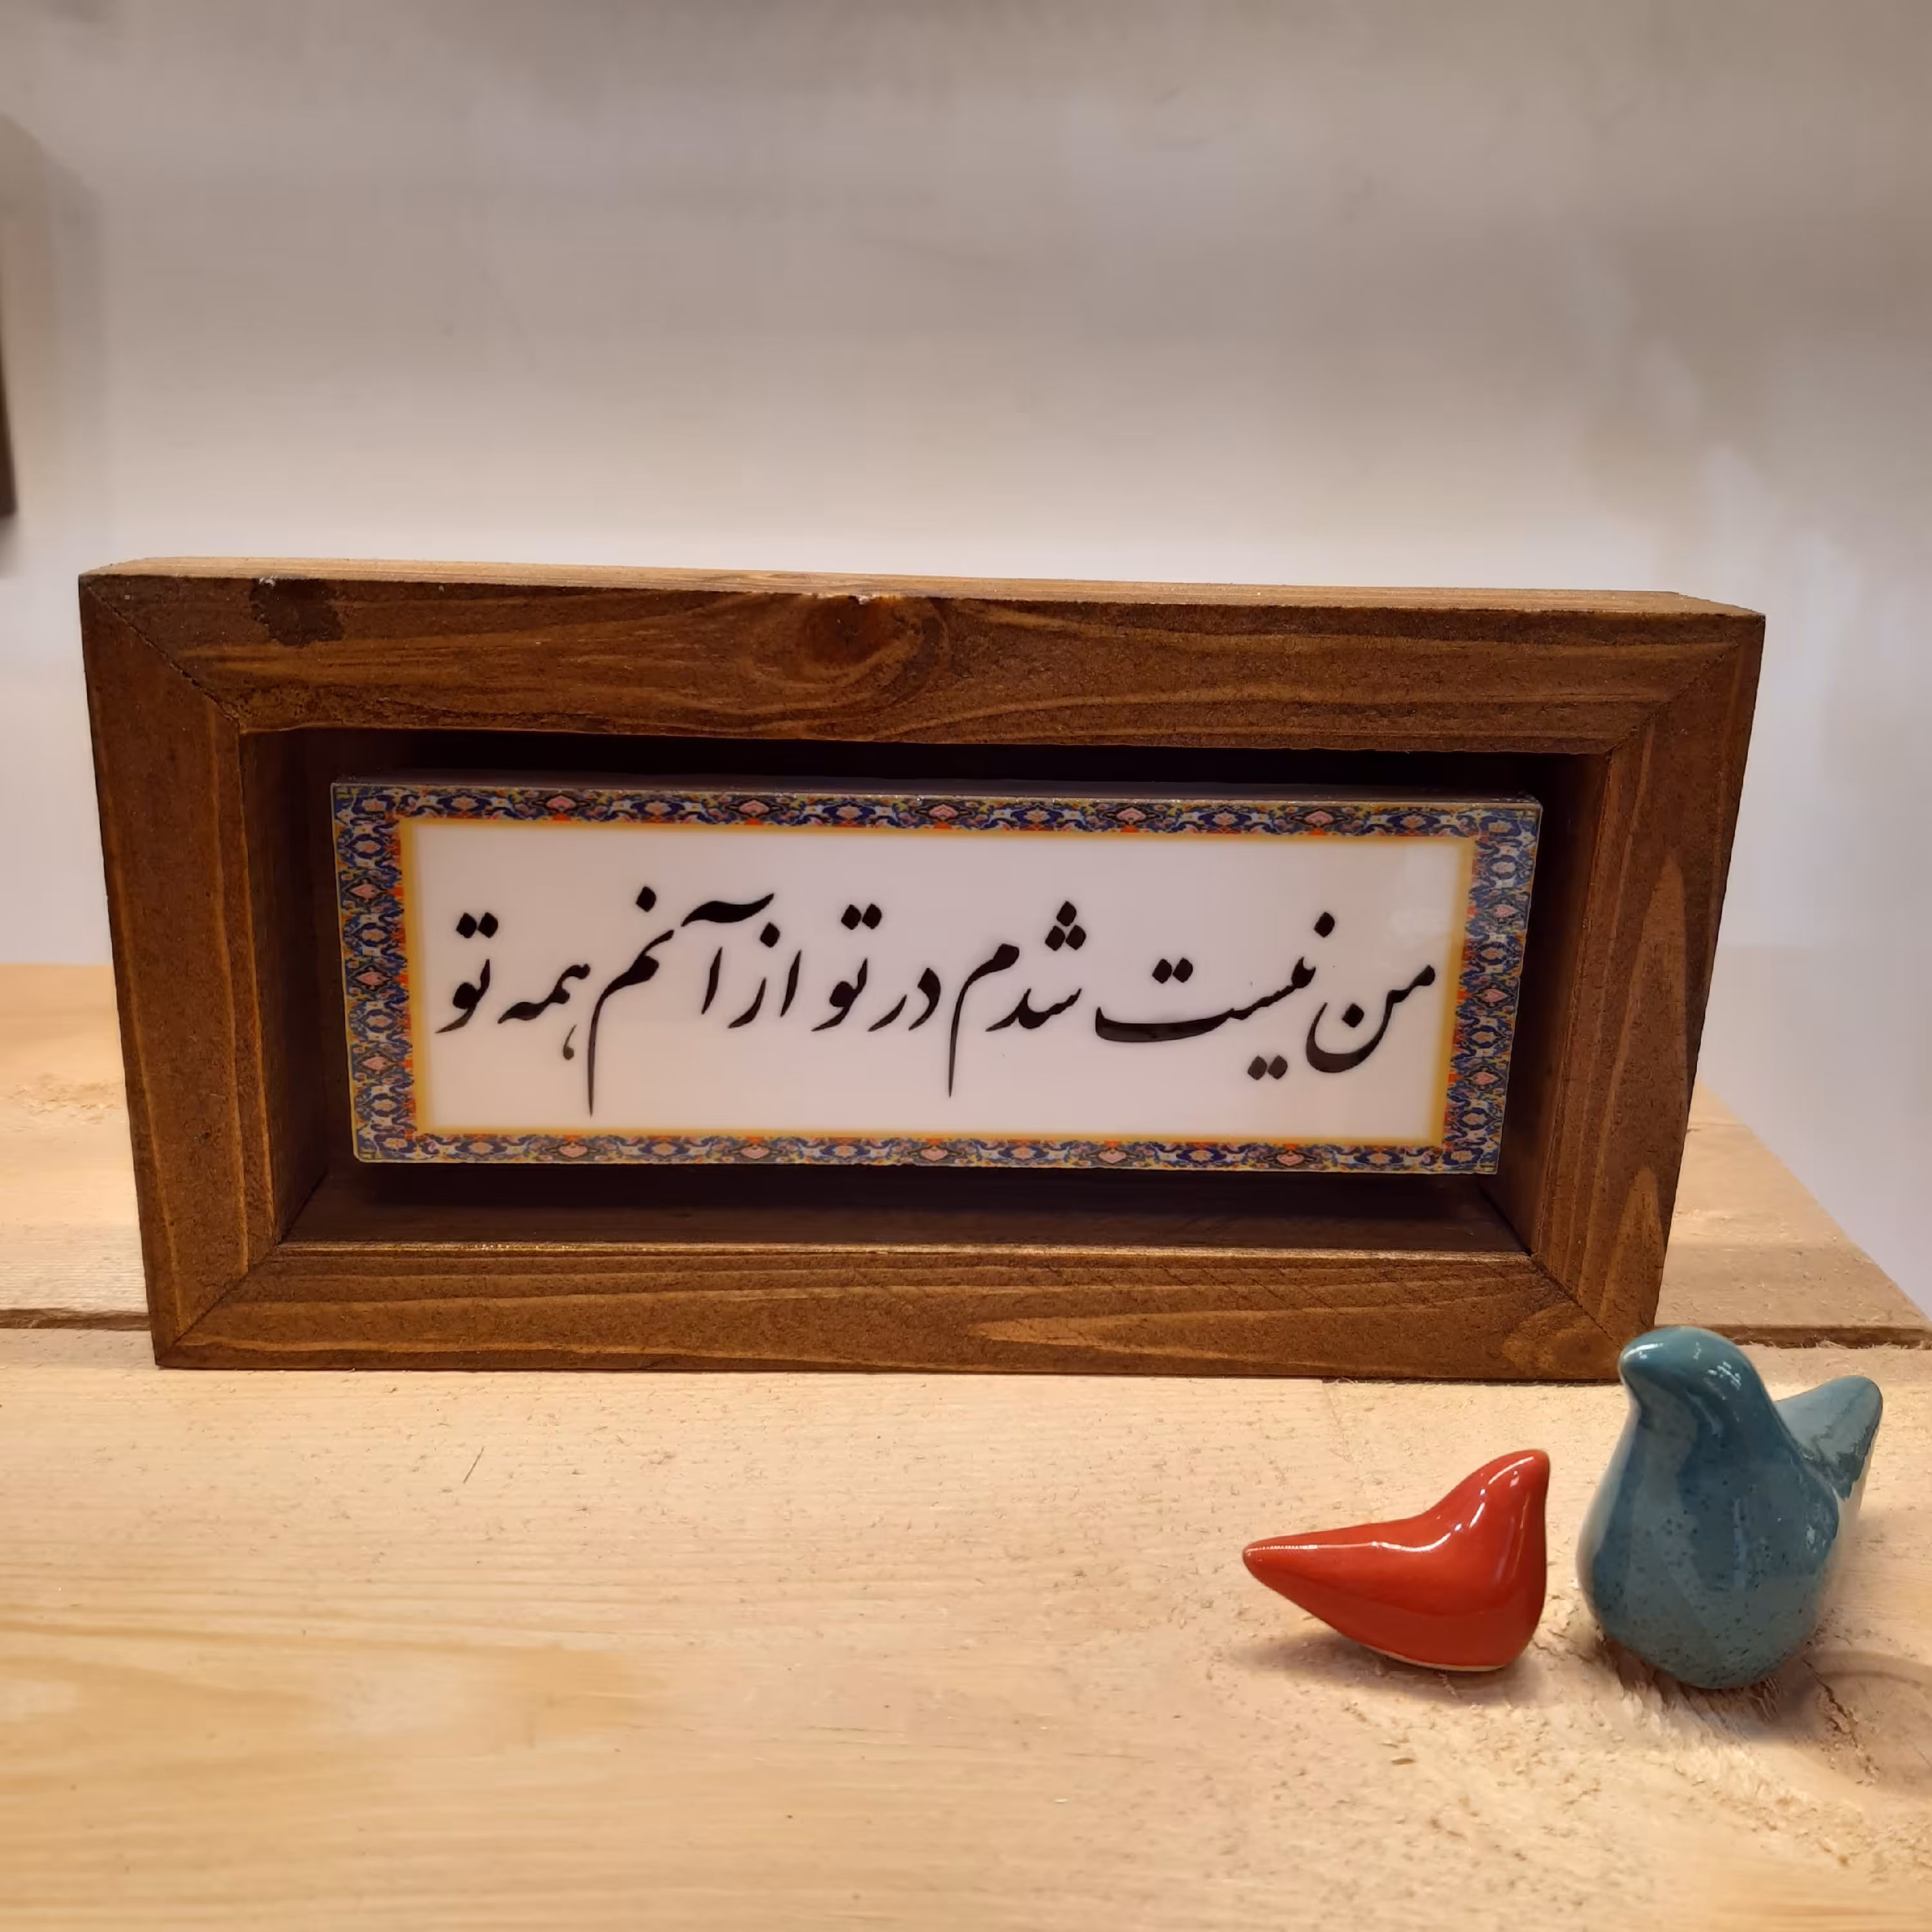 من نیست شدم در تو از آنم همه تو